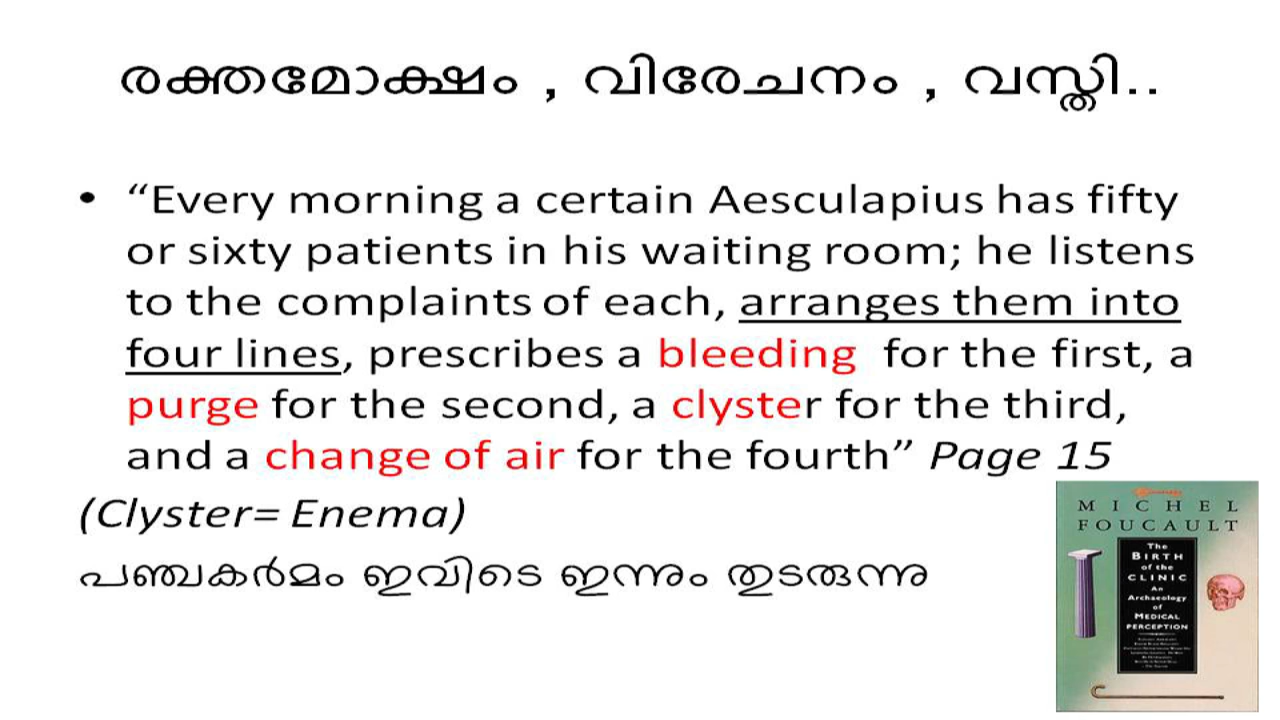 രക്തമോക്ഷം , വിരേചനം , വസ്തി..
• “Every morning a certain Aesculapius has fifty
or sixty patients in his waiting room; he listens
to the complaints of each, arranges them into
four lines, prescribes a bleeding for the first, a
purge for the second, a clyster for the third,
and a change of air for the fourth” Page 15
(Clyster= Enema)
പഞ്ചകർമം ഇവിടെ ഇന്നും തുടരുന്നു
MICHEL
FOUCAULT
The
BIRTH
of the
CLINIC
An
Archaeology
of
MEDICAL
PERCEPTION